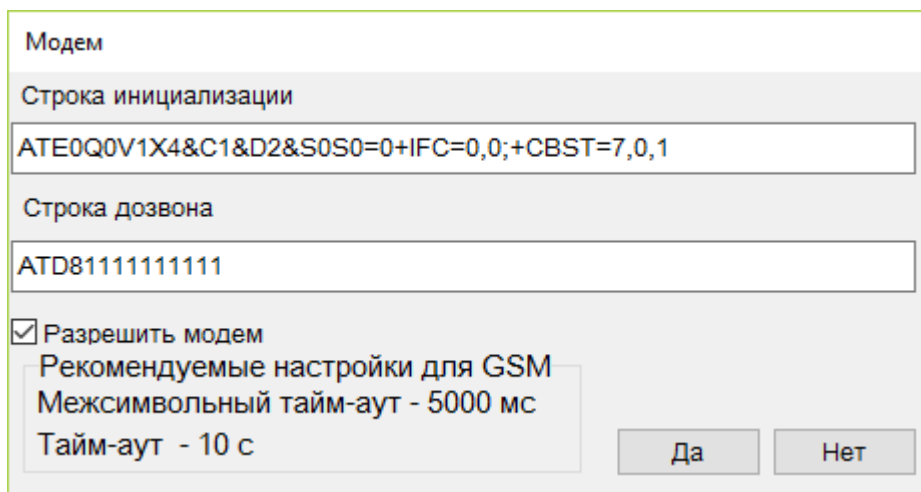 Модем
Строка инициализации
ATE0Q0V1X4&C1&D2&S0S0=0+IFC=0,0;+CBST=7,0,1
Строка дозвона
ATD81111111111
Разрешить модем
Рекомендуемые настройки для GSM
Межсимвольный тайм-аут - 5000 мс
Тайм-аут  - 10 с
Да Нет